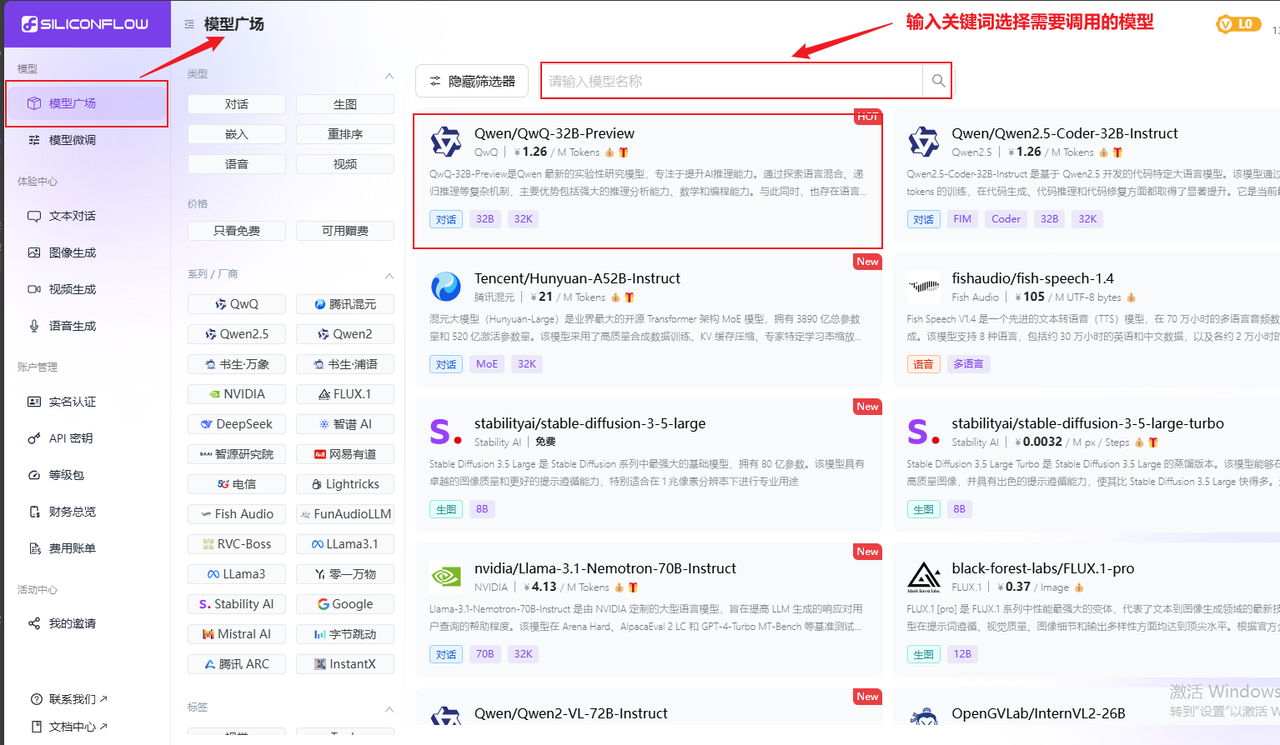 SILICONFLOW
模型
模型广场
模型微调
体验中心
文本对话
图像生成
视频生成
语音生成
账户管理
实名认证
API 密钥
等级包
财务总览
费用账单
活动中心
我的邀请
联系我们
文档中心
模型广场
类型
对话 生图
嵌入 重排序
语音 视频
价格
只看免费 可用赠费
系列 / 厂商
QwQ 腾讯混元
Qwen2.5 Qwen2
书生·万象 书生·浦语
NVIDIA FLUX.1
DeepSeek 智谱 AI
智源研究院 网易有道
电信 Lightricks
Fish Audio FunAudioLLM
RVC-Boss LLama3.1
LLama3 零一万物
Stability AI Google
Mistral AI 字节跳动
腾讯 ARC InstantX
标签
输入关键词选择需要调用的模型
L0
隐藏筛选器
请输入模型名称
HOT
Qwen/QwQ-32B-Preview
QwQ | ￥1.26 / M Tokens
QwQ-32B-Preview是Qwen 最新的实验性研究模型，专注于提升AI推理能力。通过探索语言混合、递
归推理等复杂机制，主要优势包括强大的推理分析能力、数学和编程能力。与此同时，也存在语言...
对话 32B 32K
Qwen/Qwen2.5-Coder-32B-Instruct
Qwen2.5 | ￥1.26 / M Tokens
Qwen2.5-Coder-32B-Instruct 是基于 Qwen2.5 开发的代码特定大语言模型。该模型通过
tokens 的训练，在代码生成、代码推理和代码修复方面都取得了显著提升。它是当前
对话 FIM Coder 32B 32K
New
Tencent/Hunyuan-A52B-Instruct
腾讯混元 | ￥21 / M Tokens
混元大模型（Hunyuan-Large）是业界最大的开源 Transformer 架构 MoE 模型，拥有 3890 亿总参数
量和 520 亿激活参数量。该模型采用了高质量合成数据训练、KV 缓存压缩、专家特定学习率缩放...
对话 MoE 32K
fishaudio/fish-speech-1.4
Fish Audio | ￥105 / M UTF-8 bytes
Fish Speech V1.4 是一个先进的文本转语音（TTS）模型，在 70 万小时的多语言音频数
成。该模型支持 8 种语言，包括约 30 万小时的英语和中文数据，以及各约 2 万小时的
语音 多语言
New
stabilityai/stable-diffusion-3-5-large
Stability AI | 免费
Stable Diffusion 3.5 Large 是 Stable Diffusion 系列中最强大的基础模型，拥有 80 亿参数。该模型具有
卓越的图像质量和更好的提示遵循能力，特别适合在 1 兆像素分辨率下进行专业用途
生图 8B
stabilityai/stable-diffusion-3-5-large-turbo
Stability AI | ￥0.0032 / M px / Steps
Stable Diffusion 3.5 Large Turbo 是 Stable Diffusion 3.5 Large 的蒸馏版本。该模型能够在
高质量图像，并具有出色的提示遵循能力，使其比 Stable Diffusion 3.5 Large 快得多。
生图 8B
New
nvidia/Llama-3.1-Nemotron-70B-Instruct
NVIDIA | ￥4.13 / M Tokens
Llama-3.1-Nemotron-70B-Instruct 是由 NVIDIA 定制的大型语言模型，旨在提高 LLM 生成的响应对用
户查询的帮助程度。该模型在 Arena Hard、AlpacaEval 2 LC 和 GPT-4-Turbo MT-Bench 等基准测试...
对话 70B 32K
black-forest-labs/FLUX.1-pro
FLUX.1 | ￥0.37 / Image
FLUX.1 [pro] 是 FLUX.1 系列中性能最强大的变体，代表了文本到图像生成领域的最新技
型在提示词遵循、视觉质量、图像细节和输出多样性方面均达到顶尖水平。根据官方
生图 12B
New
Qwen/Qwen2-VL-72B-Instruct
OpenGVLab/InternVL2-26B
激活 Windows
转到"设置"以激活 W